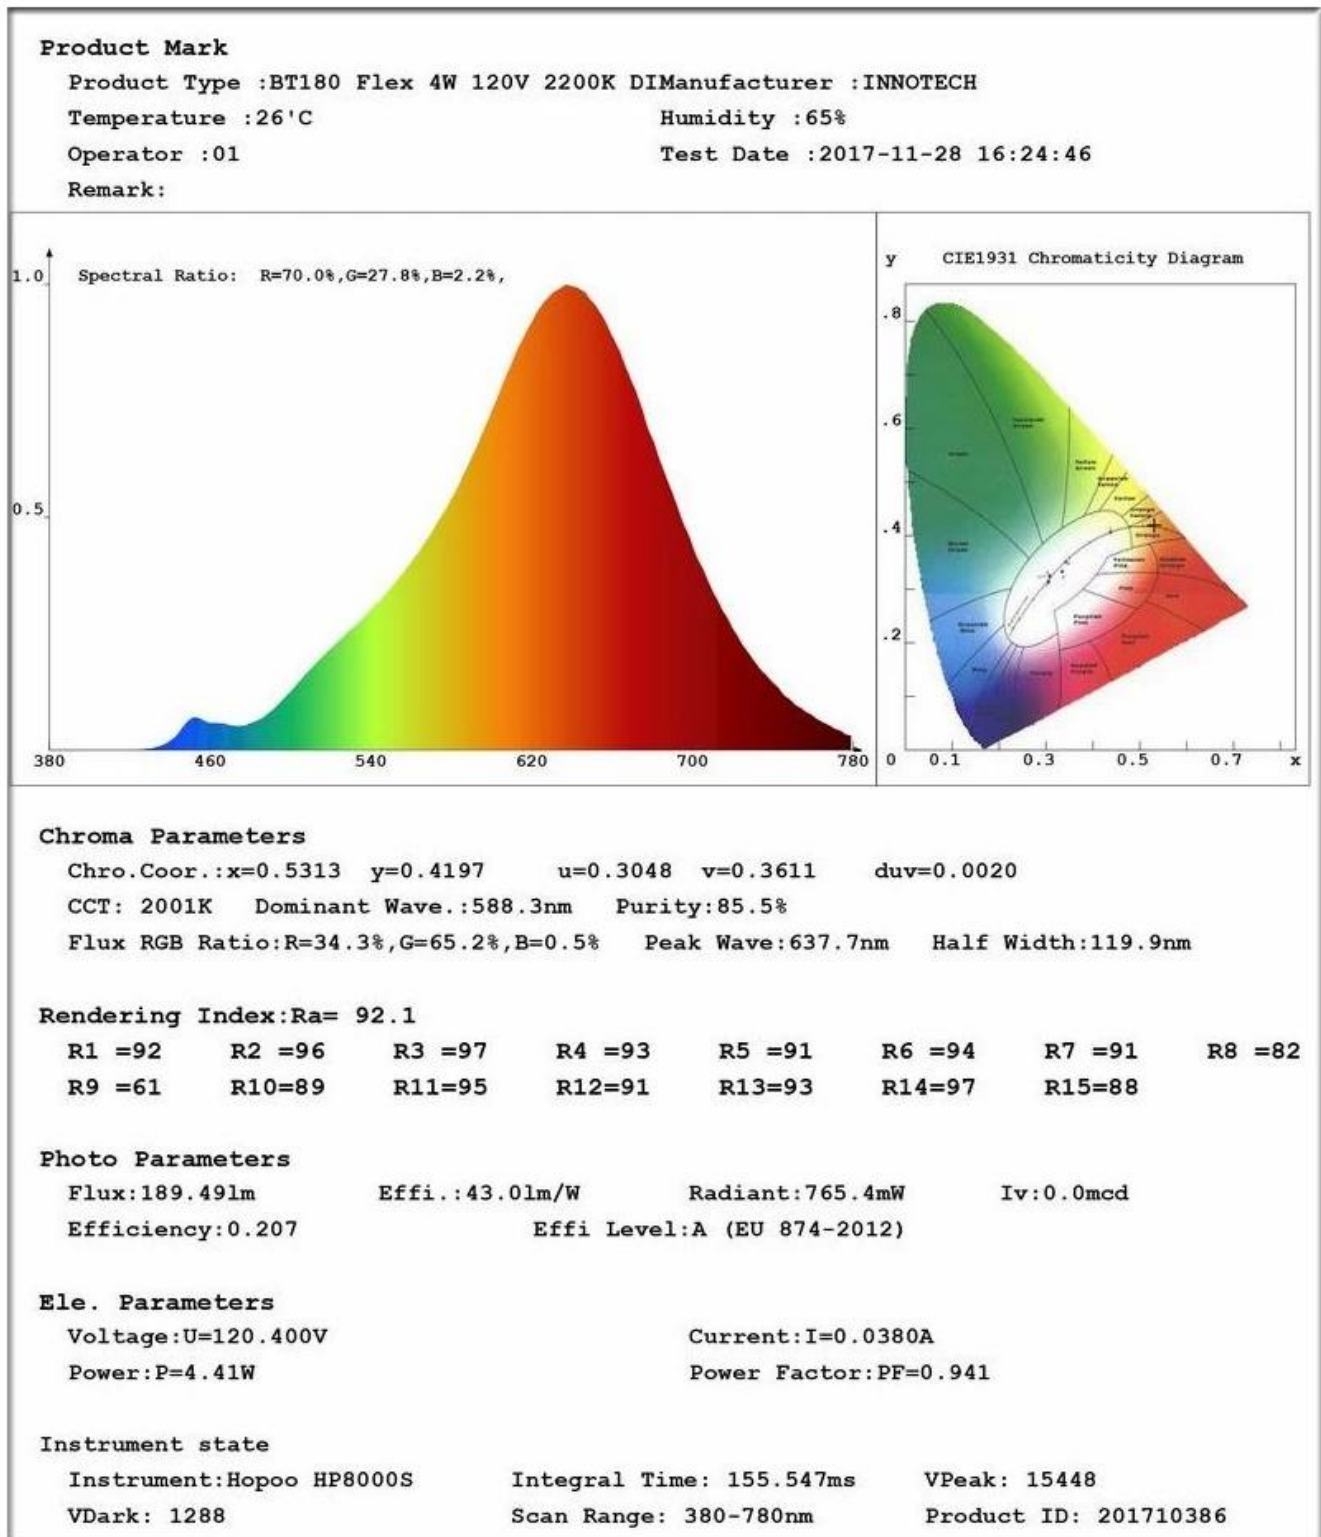 Product Mark
Product Type :BT180 Flex 4W 120V 2200K DIManufacturer :INNOTECH
Temperature :26'C Humidity :65%
Operator :01 Test Date :2017-11-28 16:24:46
Remark:
Spectral Ratio: R=70.0%,G=27.8%,B=2.2%,
1.0
0.5
380 460 540 620 700 780
y CIE1931 Chromaticity Diagram
.8
.6
.4
.2
0 0.1 0.3 0.5 0.7 x
Chroma Parameters
Chro.Coor.:x=0.5313 y=0.4197 u=0.3048 v=0.3611 duv=0.0020
CCT: 2001K Dominant Wave.:588.3nm Purity:85.5%
Flux RGB Ratio:R=34.3%,G=65.2%,B=0.5% Peak Wave:637.7nm Half Width:119.9nm
Rendering Index:Ra= 92.1
R1 =92 R2 =96 R3 =97 R4 =93 R5 =91 R6 =94 R7 =91 R8 =82
R9 =61 R10=89 R11=95 R12=91 R13=93 R14=97 R15=88
Photo Parameters
Flux:189.49lm Effi.:43.0lm/W Radiant:765.4mW Iv:0.0mcd
Efficiency:0.207 Effi Level:A (EU 874-2012)
Ele. Parameters
Voltage:U=120.400V Current:I=0.0380A
Power:P=4.41W Power Factor:PF=0.941
Instrument state
Instrument:Hopoo HP8000S Integral Time: 155.547ms VPeak: 15448
VDark: 1288 Scan Range: 380-780nm Product ID: 201710386